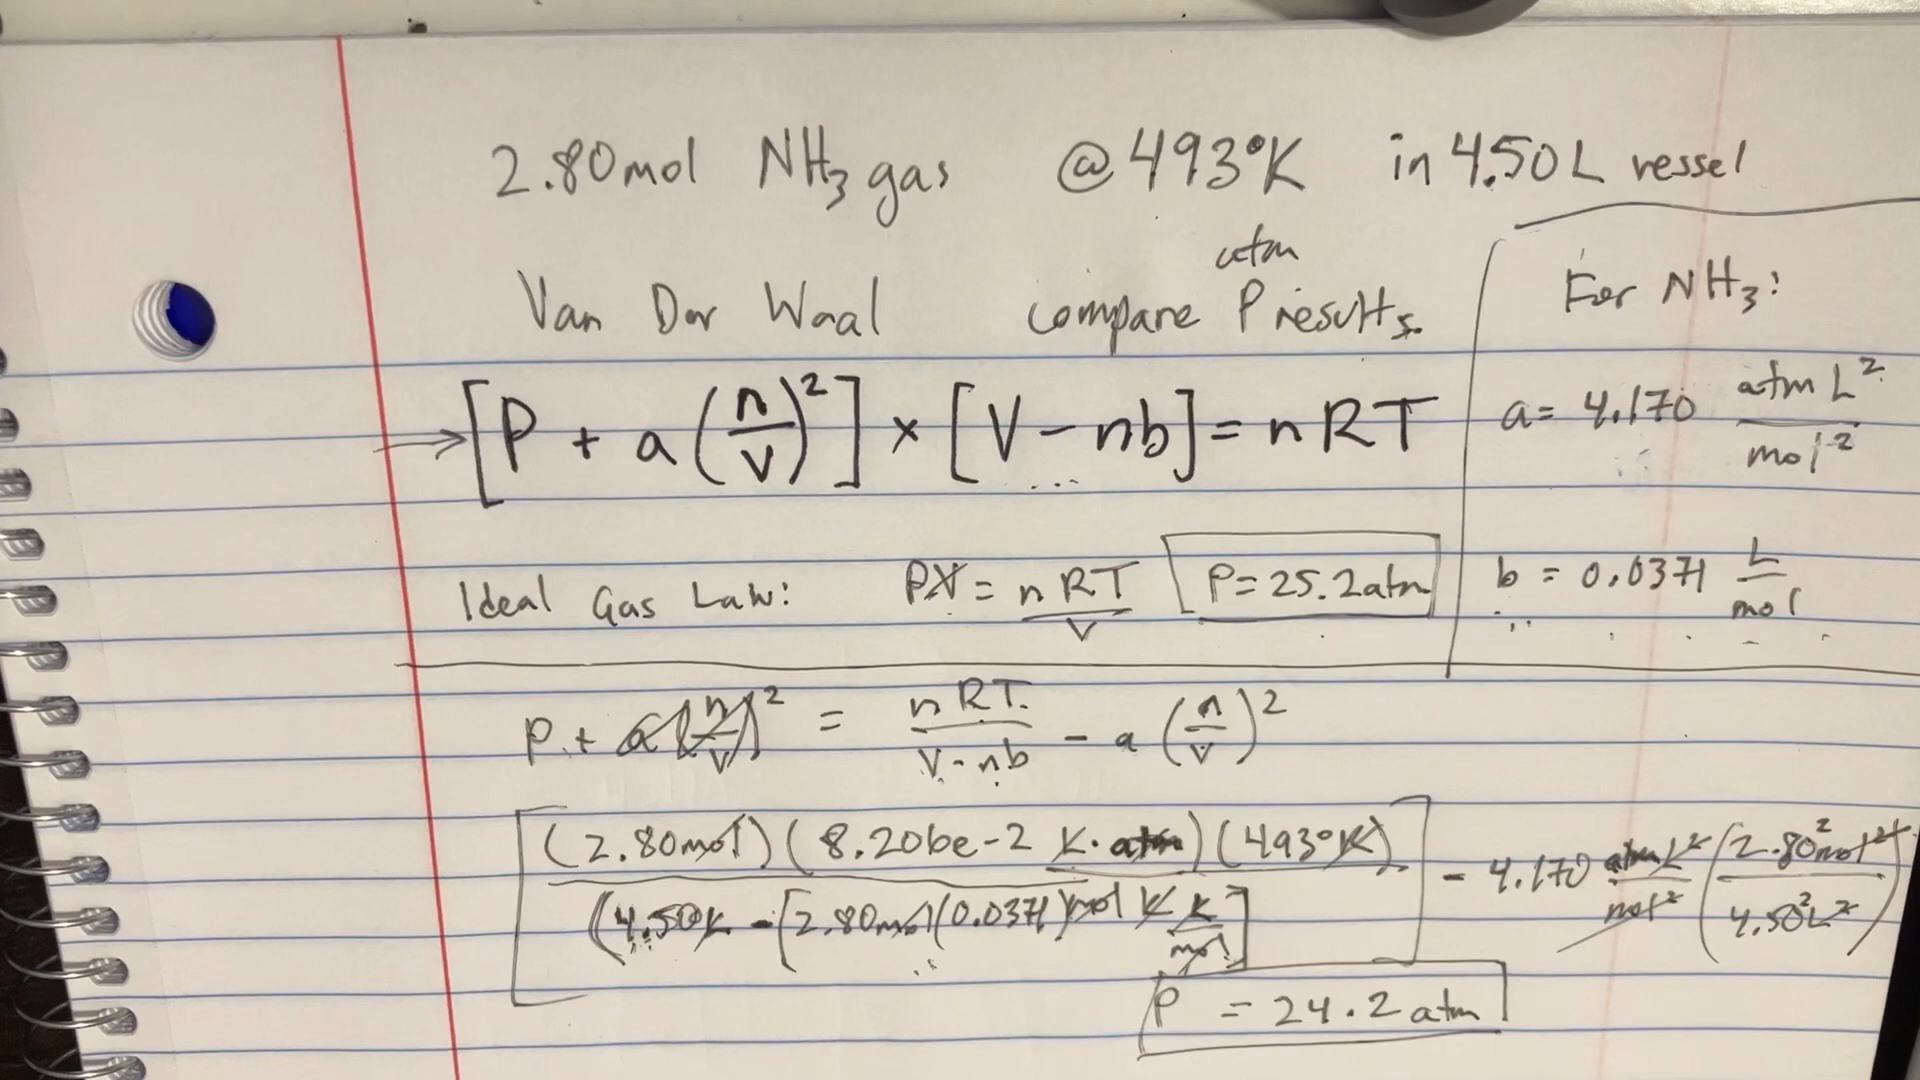 2.80mol NH₃ gas @ 493°K in 4.50L vessel
Van Der Waal compare P results.
atm
For NH₃:
→ [P + a(n/V)²] × [V - nb] = nRT
a = 4.170 atm L²/mol²
b = 0.0371 L/mol
Ideal Gas Law: PV = nRT/V P = 25.2 atm
P + a(n/V)² = nRT/V-nb - a(n/V)²
(2.80mol)(8.206e-2 L·atm)(493°K)
(4.50L - [2.80mol(0.0371) mol K L/mol]
- 4.170 atm L²/mol² (2.80²mol²/4.50²L²)
P = 24.2 atm